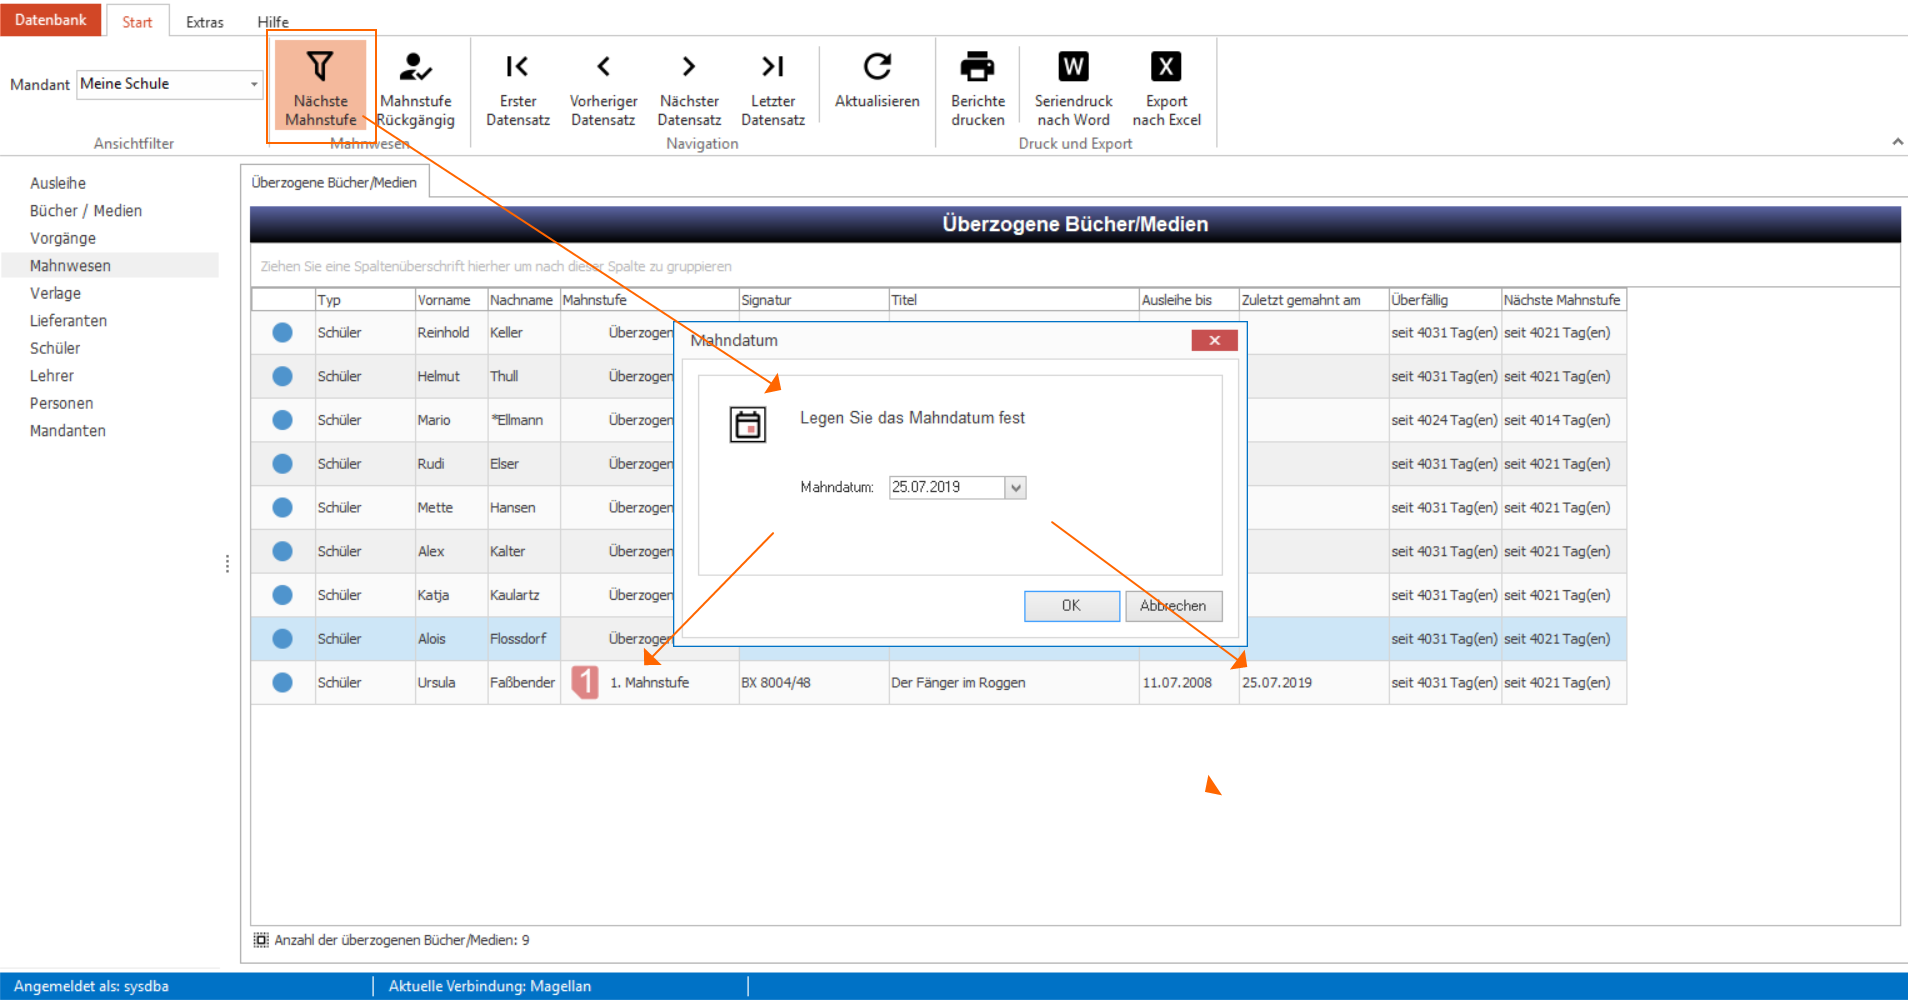 Datenbank Start Extras Hilfe
Mandant Meine Schule
Nächste Mahnstufe
Mahnstufe Rückgängig
Erster Datensatz
Vorheriger Datensatz
Nächster Datensatz
Letzter Datensatz
Aktualisieren
Berichte drucken
W
Seriendruck nach Word
X
Export nach Excel
Ansichtfilter Mahnwesen Navigation Druck und Export
Ausleihe
Bücher / Medien
Vorgänge
Mahnwesen
Verlage
Lieferanten
Schüler
Lehrer
Personen
Mandanten
Überzogene Bücher/Medien
Überzogene Bücher/Medien
Ziehen Sie eine Spaltenüberschrift hierher um nach dieser Spalte zu gruppieren
Typ Vorname Nachname Mahnstufe Signatur Titel Ausleihe bis Zuletzt gemahnt am Überfällig Nächste Mahnstufe
Schüler Reinhold Keller Überzogen seit 4031 Tag(en) seit 4021 Tag(en)
Schüler Helmut Thull Überzogen seit 4031 Tag(en) seit 4021 Tag(en)
Schüler Mario *Ellmann Überzogen seit 4024 Tag(en) seit 4014 Tag(en)
Schüler Rudi Elser Überzogen seit 4031 Tag(en) seit 4021 Tag(en)
Schüler Mette Hansen Überzogen seit 4031 Tag(en) seit 4021 Tag(en)
Schüler Alex Kalter Überzogen seit 4031 Tag(en) seit 4021 Tag(en)
Schüler Katja Kaulartz Überzogen seit 4031 Tag(en) seit 4021 Tag(en)
Schüler Alois Flossdorf Überzogen seit 4031 Tag(en) seit 4021 Tag(en)
Schüler Ursula Faßbender 1 1. Mahnstufe BX 8004/48 Der Fänger im Roggen 11.07.2008 25.07.2019 seit 4031 Tag(en) seit 4021 Tag(en)
Mahndatum
Legen Sie das Mahndatum fest
Mahndatum: 25.07.2019
OK Abbrechen
Anzahl der überzogenen Bücher/Medien: 9
Angemeldet als: sysdba Aktuelle Verbindung: Magellan